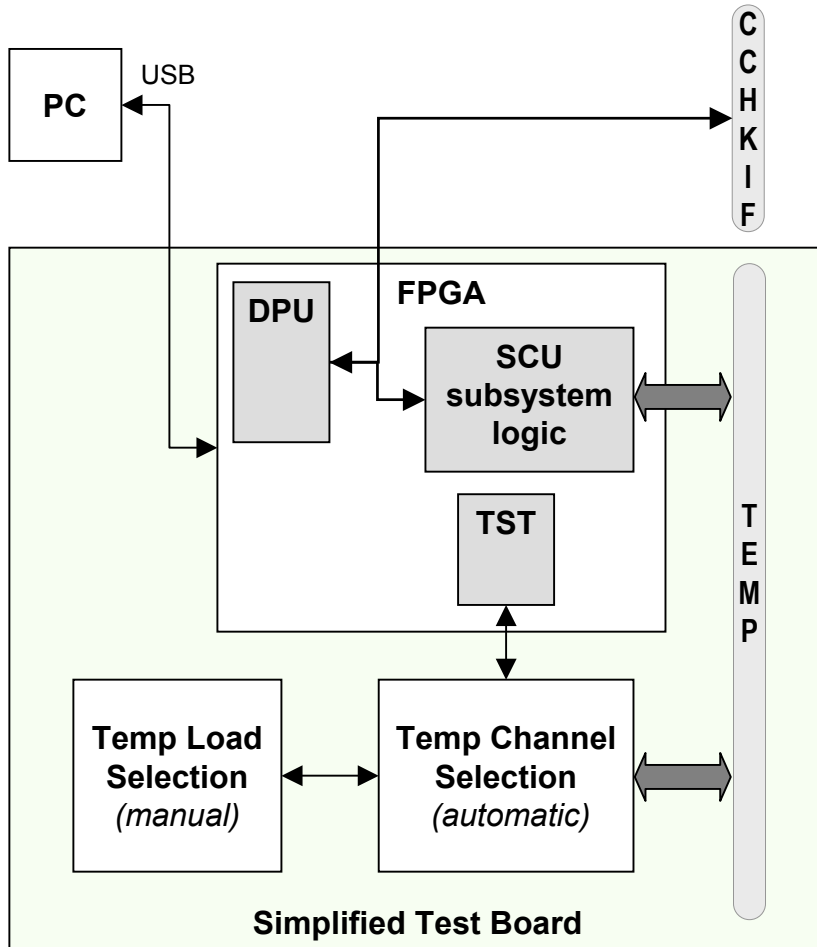 USB
PC
C
C
H
K
I
F
FPGA
DPU
SCU
subsystem
logic
TST
T
E
M
P
Temp Load
Selection
(manual)
Temp Channel
Selection
(automatic)
Simplified Test Board